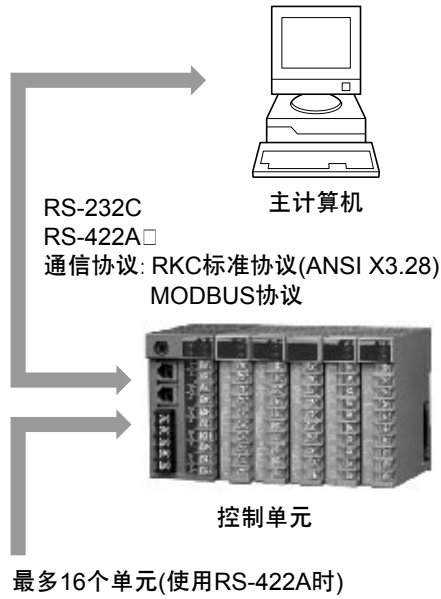 主计算机
RS-232C
RS-422A□
通信协议: RKC标准协议(ANSI X3.28)
MODBUS协议
控制单元
最多16个单元(使用RS-422A时)